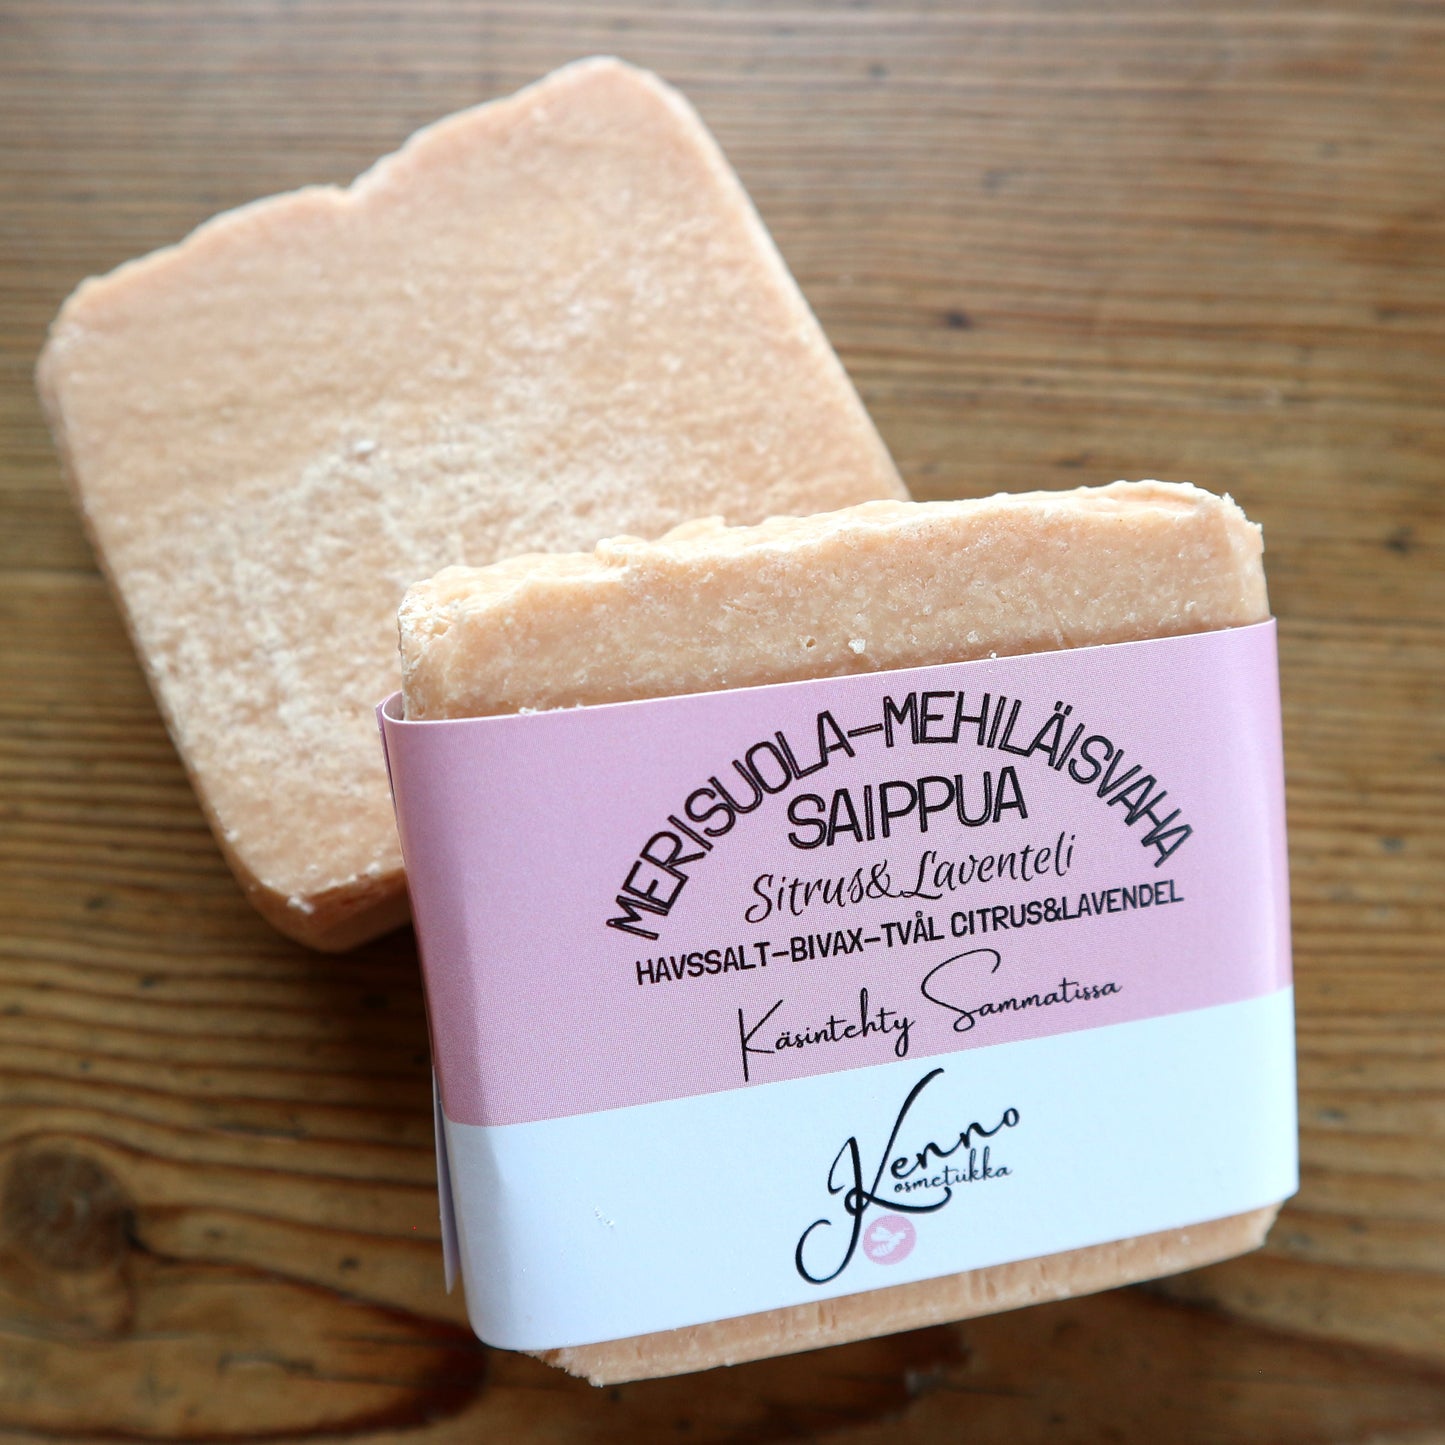 MERISUOLA-MEHILÄISVAHA
SAIPPUA
Sitrus&Laventeli
HAVSSALT-BIVAX-TVÅL CITRUS&LAVENDEL
Käsintehty Sammatissa
Kenno
Kosmetiikka